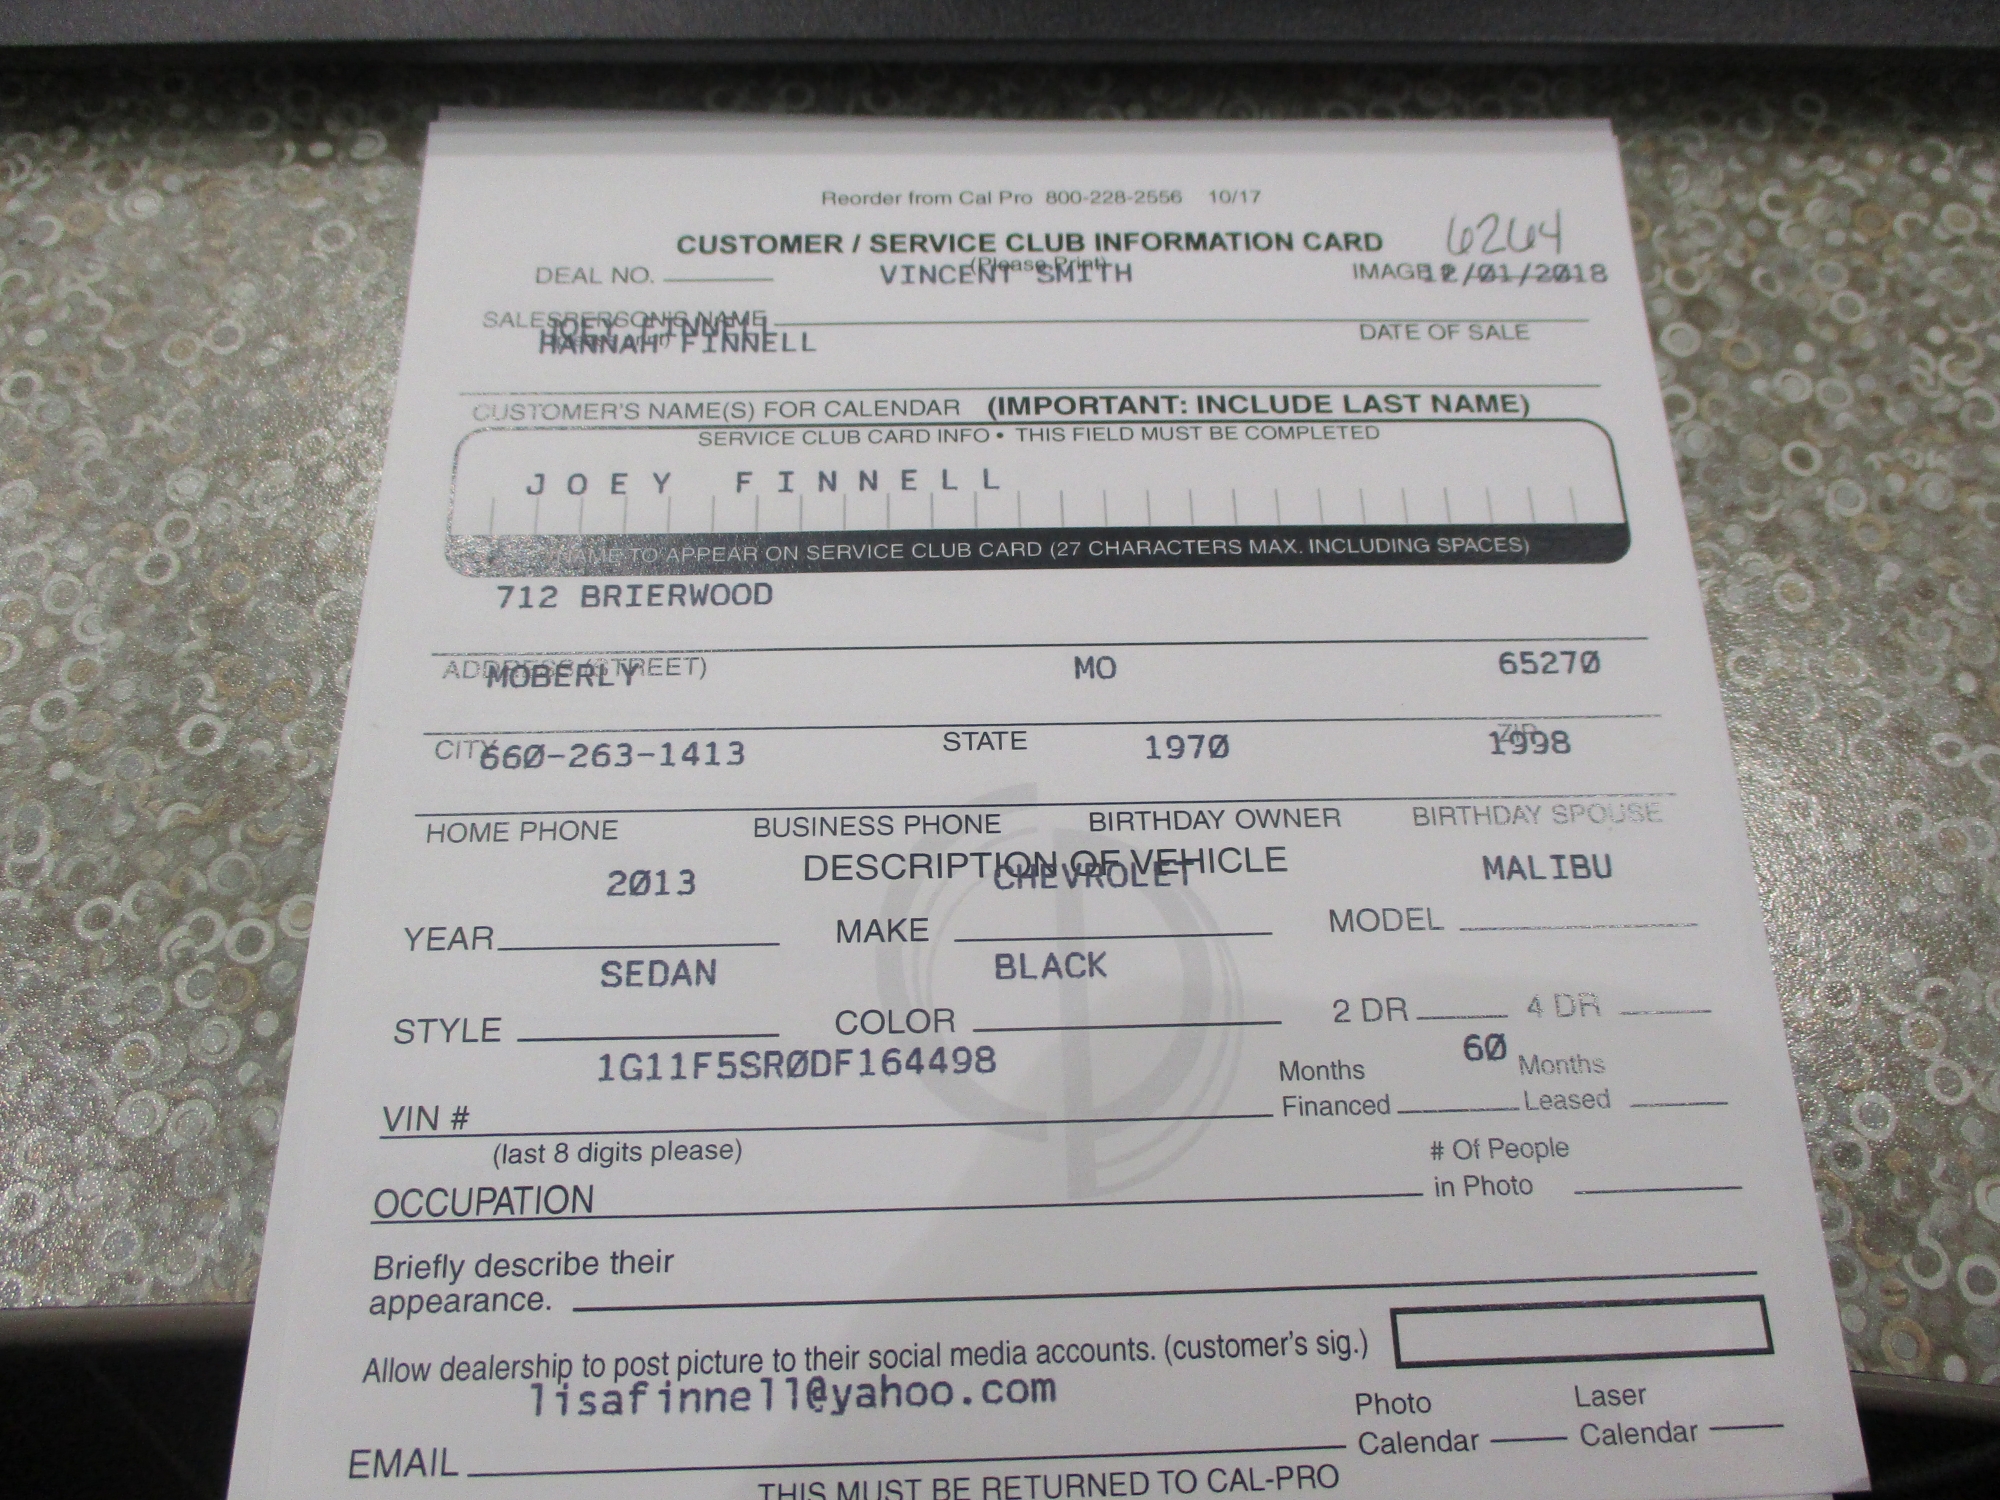 Reorder from Cal Pro 800-228-2556 10/17
CUSTOMER / SERVICE CLUB INFORMATION CARD 6264
(Please Print)
DEAL NO. VINCENT SMITH IMAGE # 12/01/2018
SALESPERSON'S NAME
JOEY FINNELL
HANNAH FINNELL DATE OF SALE
CUSTOMER'S NAME(S) FOR CALENDAR (IMPORTANT: INCLUDE LAST NAME)
SERVICE CLUB CARD INFO • THIS FIELD MUST BE COMPLETED
JOEY FINNELL
NAME TO APPEAR ON SERVICE CLUB CARD (27 CHARACTERS MAX. INCLUDING SPACES)
712 BRIERWOOD
ADDRESS (STREET)
MOBERLY MO 65270
CITY STATE ZIP
660-263-1413 1970 1998
HOME PHONE BUSINESS PHONE BIRTHDAY OWNER BIRTHDAY SPOUSE
DESCRIPTION OF VEHICLE
2013 CHEVROLET MALIBU
YEAR MAKE MODEL
SEDAN BLACK
STYLE COLOR 2 DR 4 DR
1G11F5SR0DF164498 Months 60 Months
VIN # Financed Leased
(last 8 digits please) # Of People
OCCUPATION in Photo
Briefly describe their
appearance.
Allow dealership to post picture to their social media accounts. (customer's sig.)
lisafinnell@yahoo.com Photo Laser
EMAIL Calendar Calendar
THIS MUST BE RETURNED TO CAL-PRO